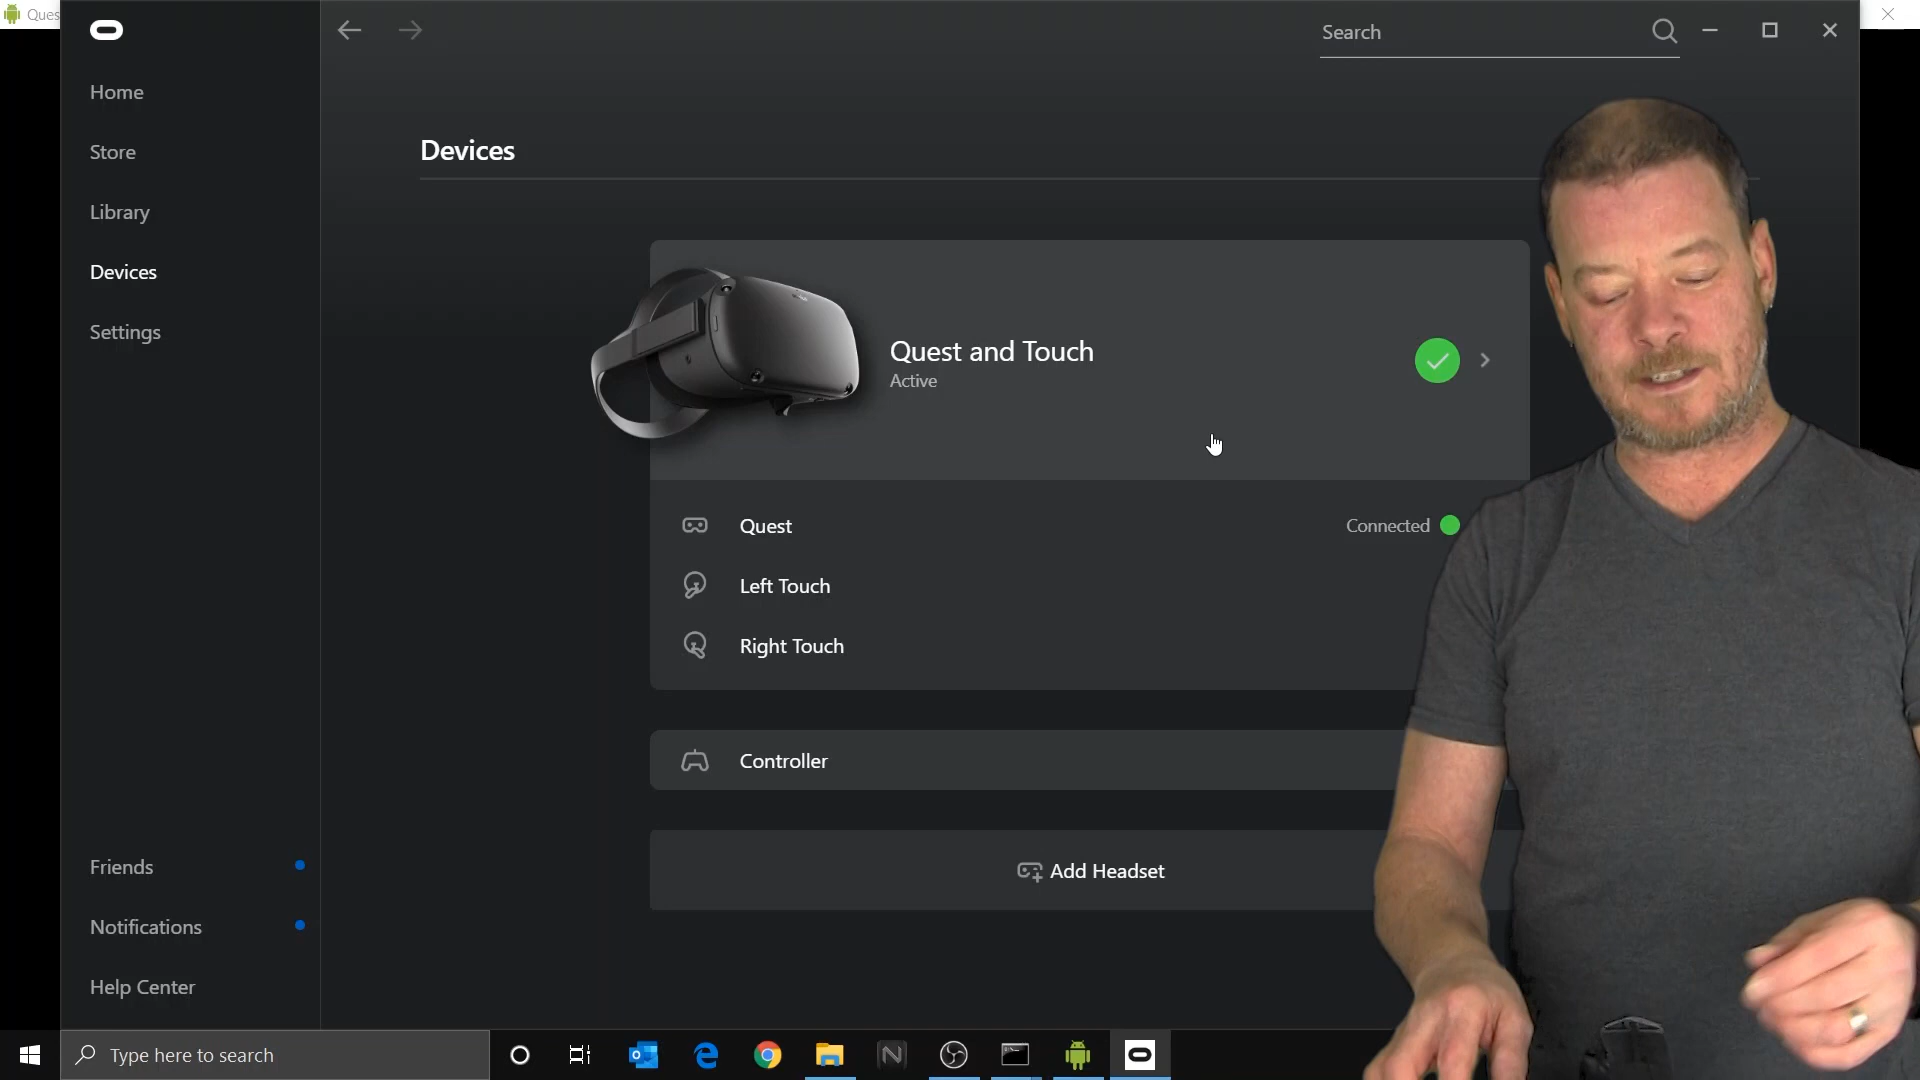 Ques
Search
Home
Store
Library
Devices
Settings
Friends
Notifications
Help Center
Devices
Quest and Touch
Active
Quest
Connected
Left Touch
Right Touch
Controller
Add Headset
Type here to search